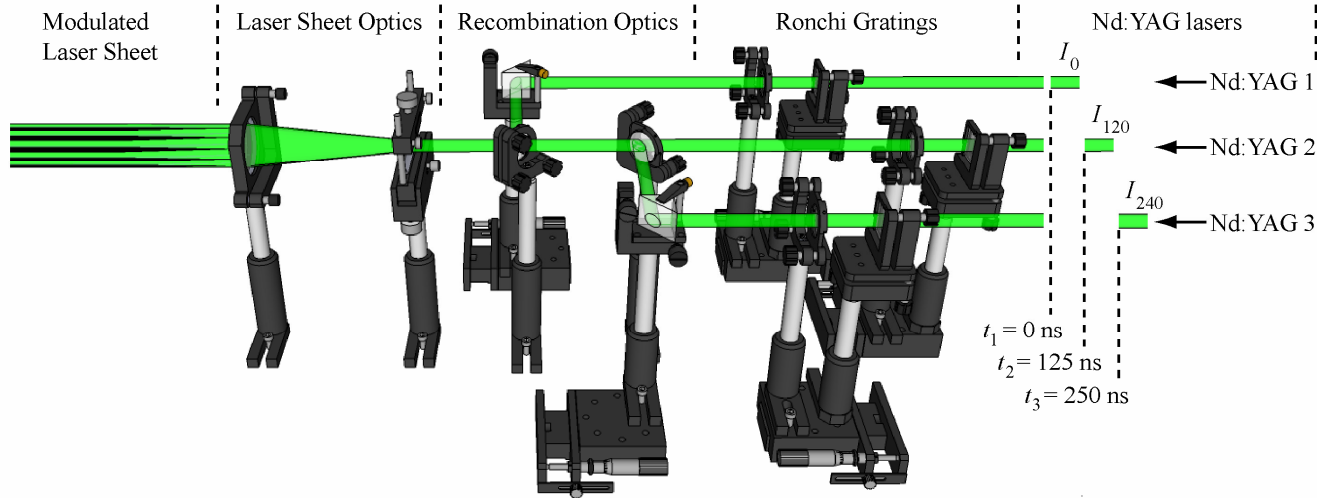 Modulated
Laser Sheet
Laser Sheet Optics
Recombination Optics
Ronchi Gratings
Nd:YAG lasers
I0
Nd:YAG 1
I120
Nd:YAG 2
I240
Nd:YAG 3
t1 = 0 ns
t2 = 125 ns
t3 = 250 ns